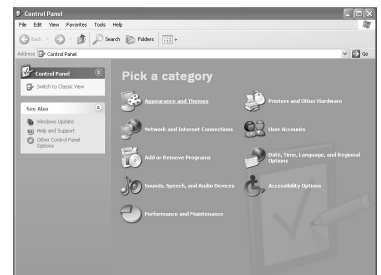 Control Panel
File Edit View Favorites Tools Help
Back Search Folders
Address Control Panel Go
Control Panel
Switch to Classic View
See Also
Windows Update
Help and Support
Other Control Panel
Options
Pick a category
Appearance and Themes
Printers and Other Hardware
Network and Internet Connections
User Accounts
Add or Remove Programs
Date, Time, Language, and Regional
Options
Sounds, Speech, and Audio Devices
Accessibility Options
Performance and Maintenance